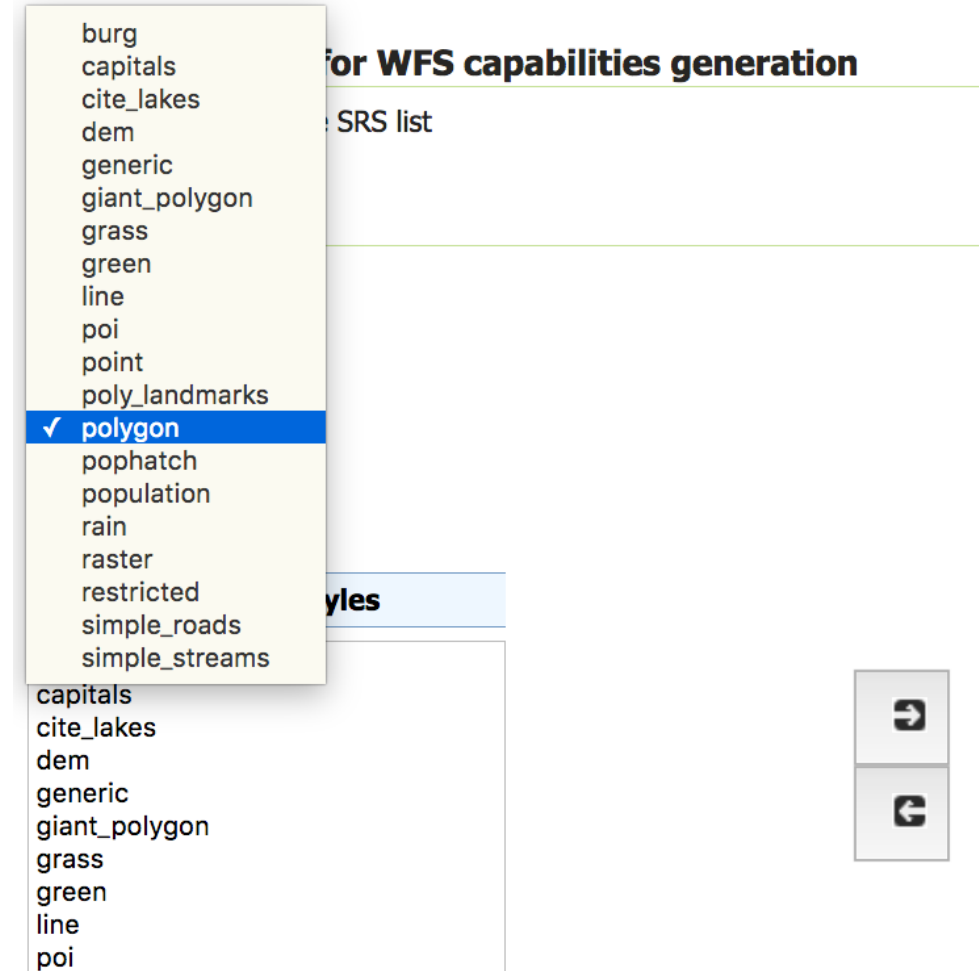 burg
capitals
cite_lakes
dem
generic
giant_polygon
grass
green
line
poi
point
poly_landmarks
✓ polygon
pophatch
population
rain
raster
restricted
simple_roads
simple_streams
for WFS capabilities generation
SRS list
yles
capitals
cite_lakes
dem
generic
giant_polygon
grass
green
line
poi